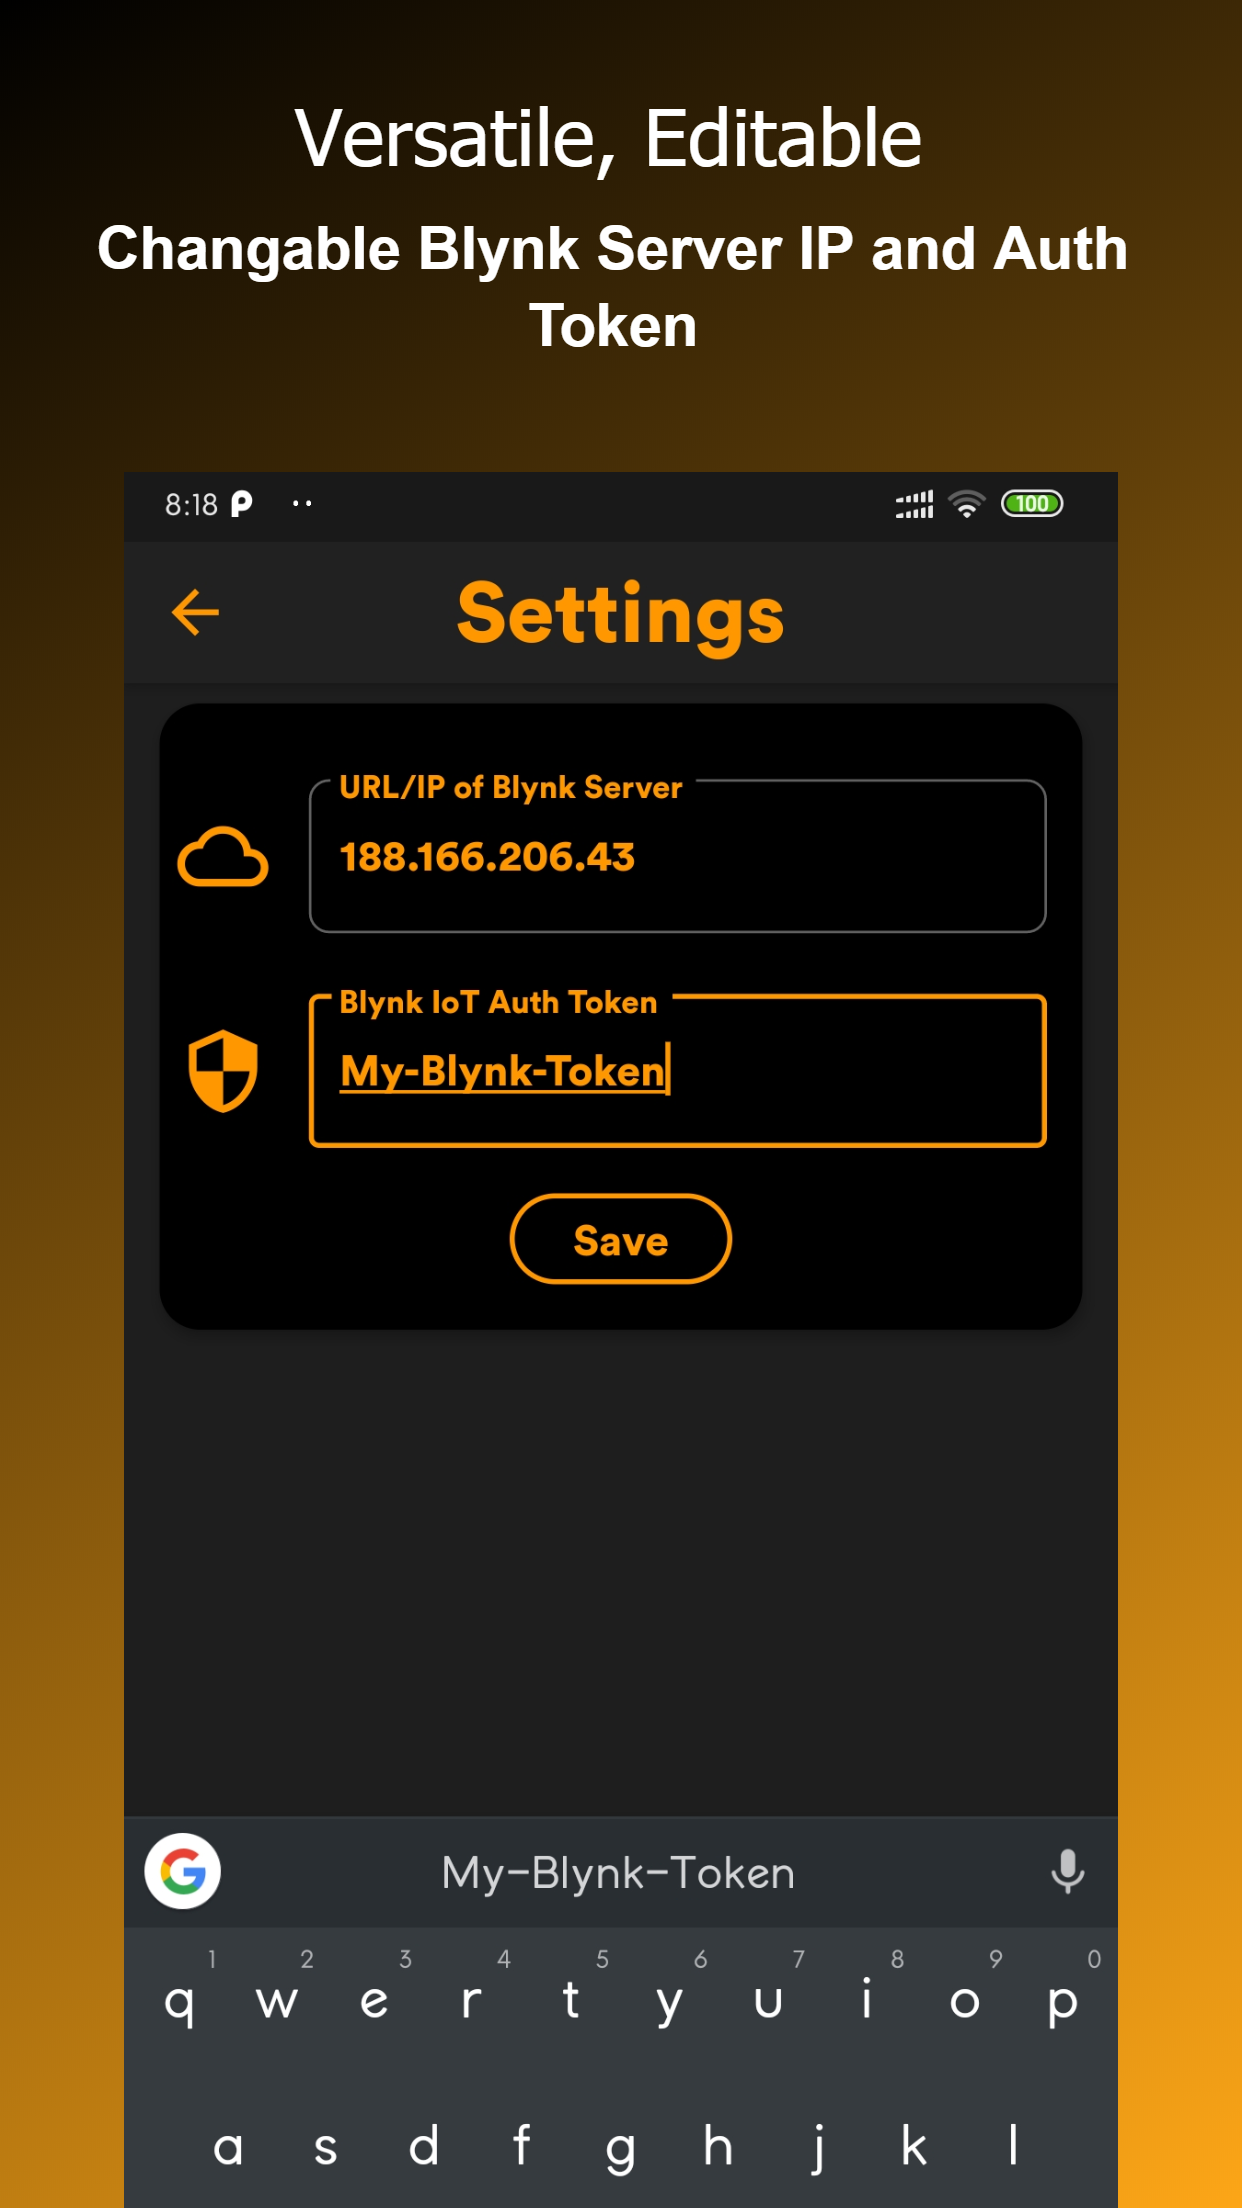 Versatile, Editable
Changable Blynk Server IP and Auth
Token
8:18
100
Settings
URL/IP of Blynk Server
188.166.206.43
Blynk IoT Auth Token
My-Blynk-Token
Save
My-Blynk-Token
1 2 3 4 5 6 7 8 9 0
q w e r t y u i o p
a s d f g h j k l